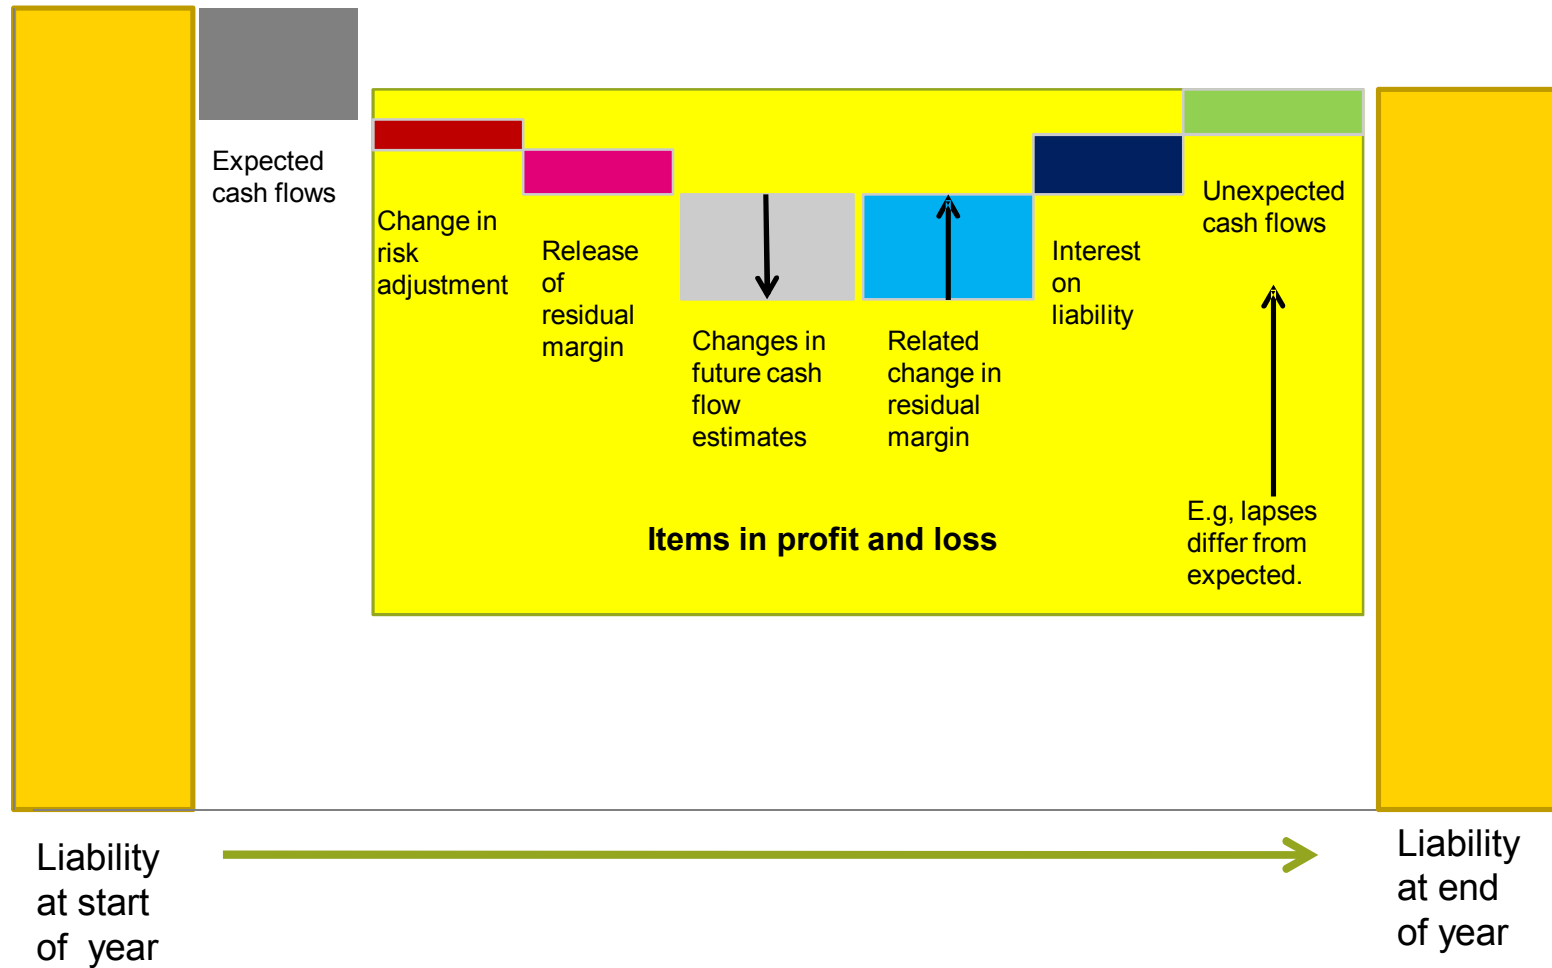 Expected
cash flows
Change in
risk
adjustment
Release
of
residual
margin
Changes in
future cash
flow
estimates
Related
change in
residual
margin
Interest
on
liability
Unexpected
cash flows
E.g, lapses
differ from
expected.
Items in profit and loss
Liability
at start
of year
Liability
at end
of year